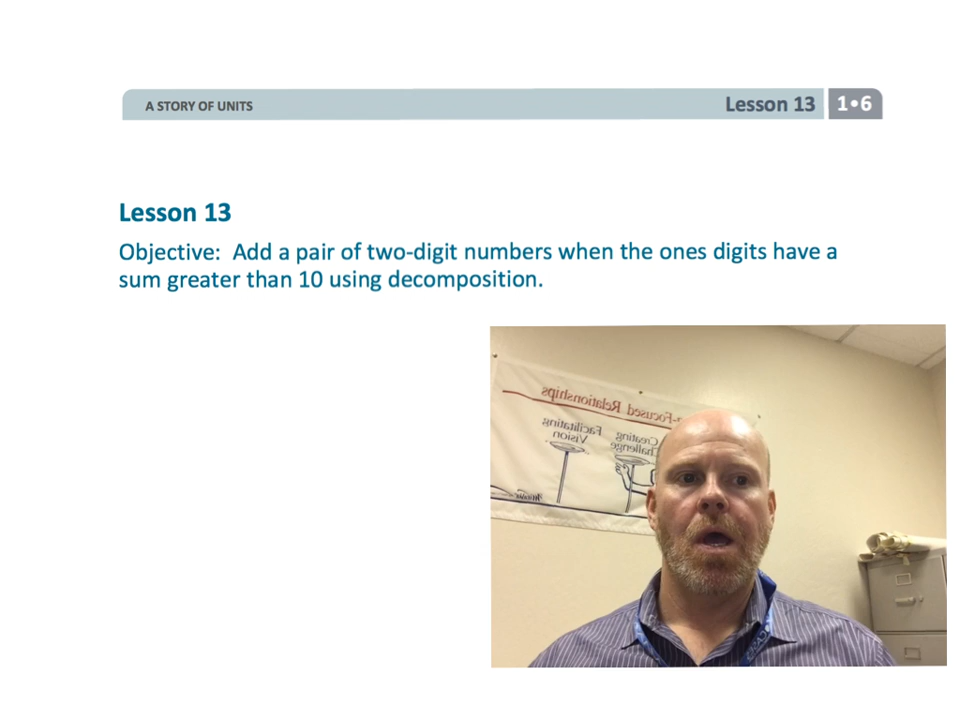 A STORY OF UNITS
Lesson 13
1•6
Lesson 13
Objective: Add a pair of two-digit numbers when the ones digits have a
sum greater than 10 using decomposition.
-Focused Relationships
Facilitating
Vision
Creating
Challenge